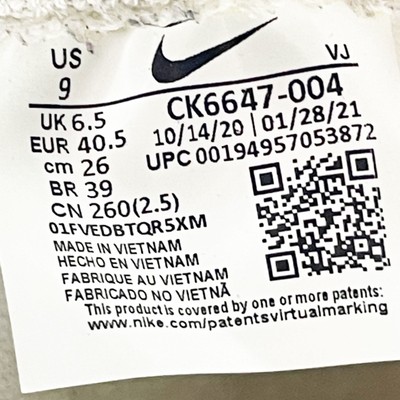 US VJ
9
UK 6.5 CK6647-004
EUR 40.5 10/14/20 | 01/28/21
cm 26 UPC 00194957053872
BR 39
CN 260(2.5)
01FVEDBTQR5XM
MADE IN VIETNAM
HECHO EN VIETNAM
FABRIQUE AU VIETNAM
FABRICADO NO VIETNÃ
This product is covered by one or more patents:
www.nike.com/patentsvirtualmarking